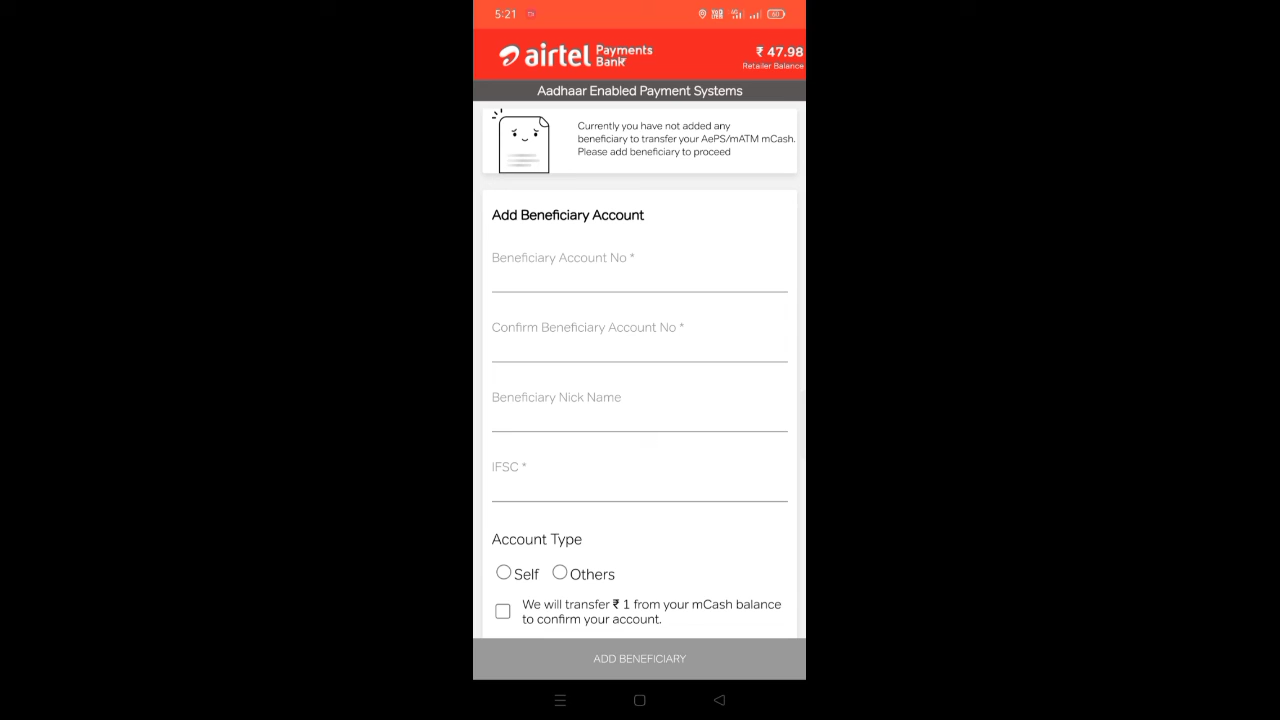 5:21
60
airtel Payments Bank
₹ 47.98
Retailer Balance
Aadhaar Enabled Payment Systems
Currently you have not added any
beneficiary to transfer your AePS/mATM mCash.
Please add beneficiary to proceed
Add Beneficiary Account
Beneficiary Account No *
Confirm Beneficiary Account No *
Beneficiary Nick Name
IFSC *
Account Type
Self Others
We will transfer ₹ 1 from your mCash balance
to confirm your account.
ADD BENEFICIARY